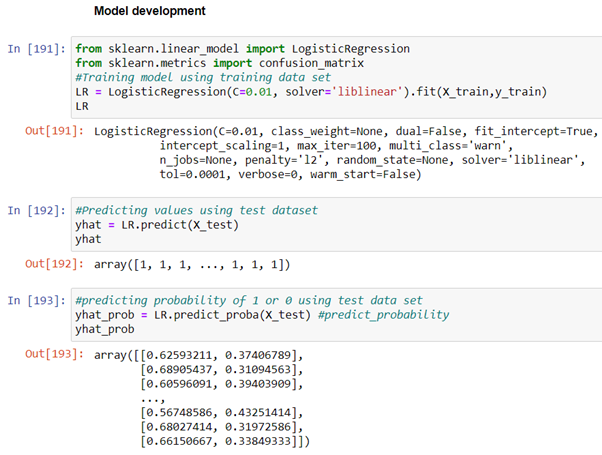 Model development
In [191]: from sklearn.linear_model import LogisticRegression
from sklearn.metrics import confusion_matrix
#Training model using training data set
LR = LogisticRegression(C=0.01, solver='liblinear').fit(X_train,y_train)
LR
Out[191]: LogisticRegression(C=0.01, class_weight=None, dual=False, fit_intercept=True,
intercept_scaling=1, max_iter=100, multi_class='warn',
n_jobs=None, penalty='l2', random_state=None, solver='liblinear',
tol=0.0001, verbose=0, warm_start=False)
In [192]: #Predicting values using test dataset
yhat = LR.predict(X_test)
yhat
Out[192]: array([1, 1, 1, ..., 1, 1, 1])
In [193]: #predicting probability of 1 or 0 using test data set
yhat_prob = LR.predict_proba(X_test) #predict_probability
yhat_prob
Out[193]: array([[0.62593211, 0.37406789],
[0.68905437, 0.31094563],
[0.60596091, 0.39403909],
...,
[0.56748586, 0.43251414],
[0.68027414, 0.31972586],
[0.66150667, 0.33849333]])